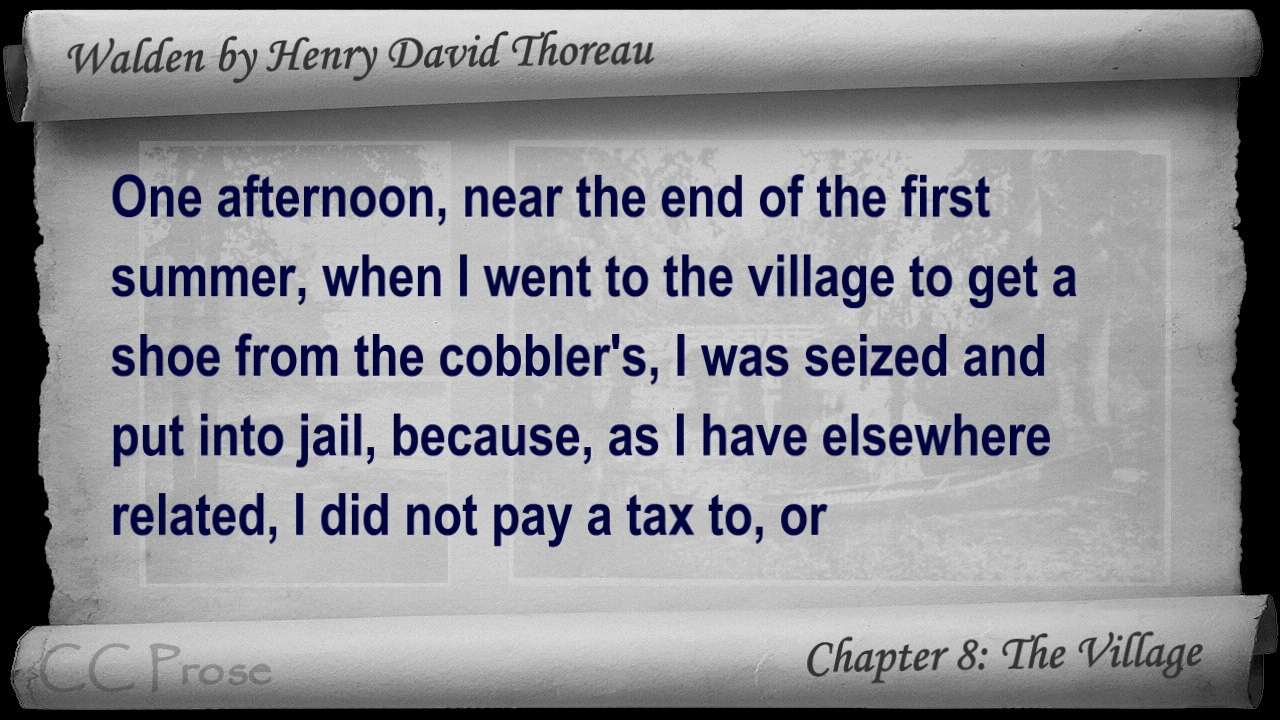 Walden by Henry David Thoreau
One afternoon, near the end of the first
summer, when I went to the village to get a
shoe from the cobbler's, I was seized and
put into jail, because, as I have elsewhere
related, I did not pay a tax to, or
CC Prose
Chapter 8: The Village